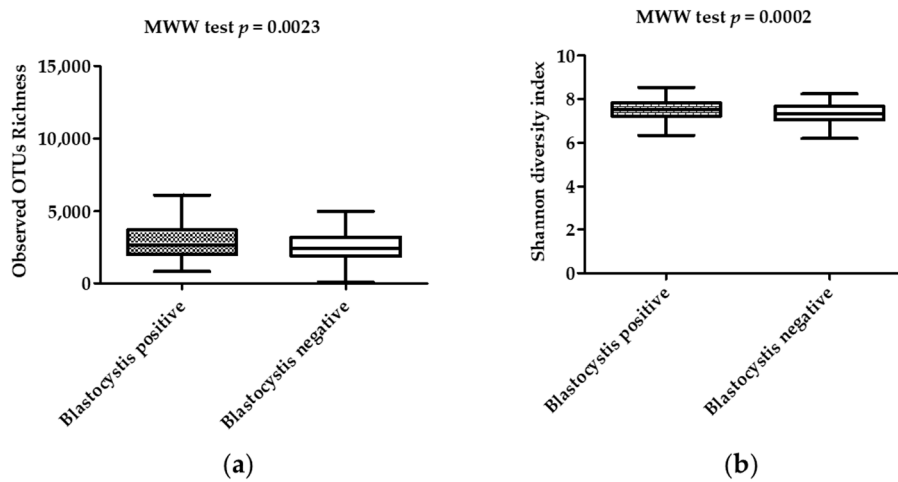 MWW test p = 0.0023
Observed OTUs Richness
15,000
10,000
5,000
0
Blastocystis positive
Blastocystis negative
(a)
MWW test p = 0.0002
Shannon diversity index
10
8
6
4
2
0
Blastocystis positive
Blastocystis negative
(b)